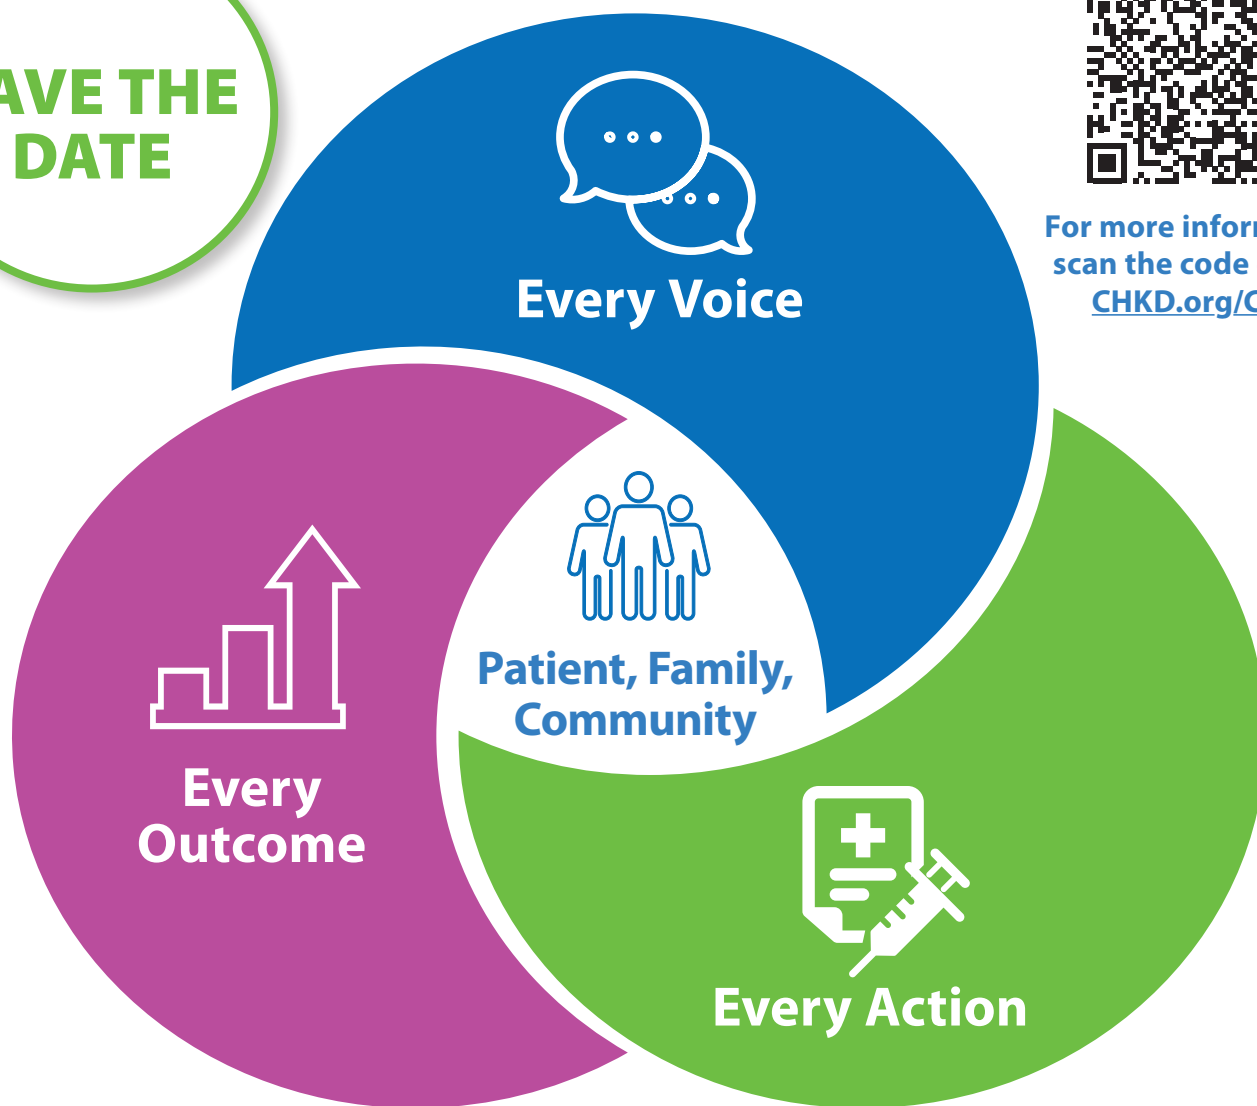 AVE THE
DATE
For more infor
scan the code
CHKD.org/C
Every Voice
Patient, Family,
Community
Every
Outcome
Every Action